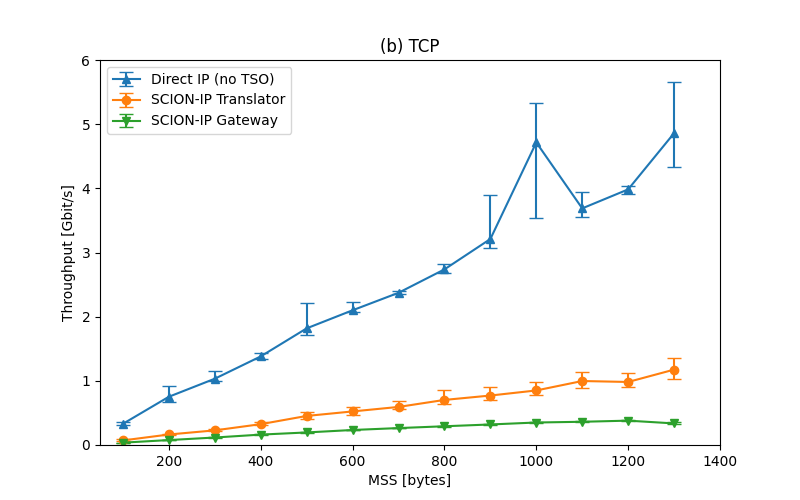 (b) TCP
Direct IP (no TSO)
SCION-IP Translator
SCION-IP Gateway
Throughput [Gbit/s]
6
5
4
3
2
1
0
200 400 600 800 1000 1200 1400
MSS [bytes]